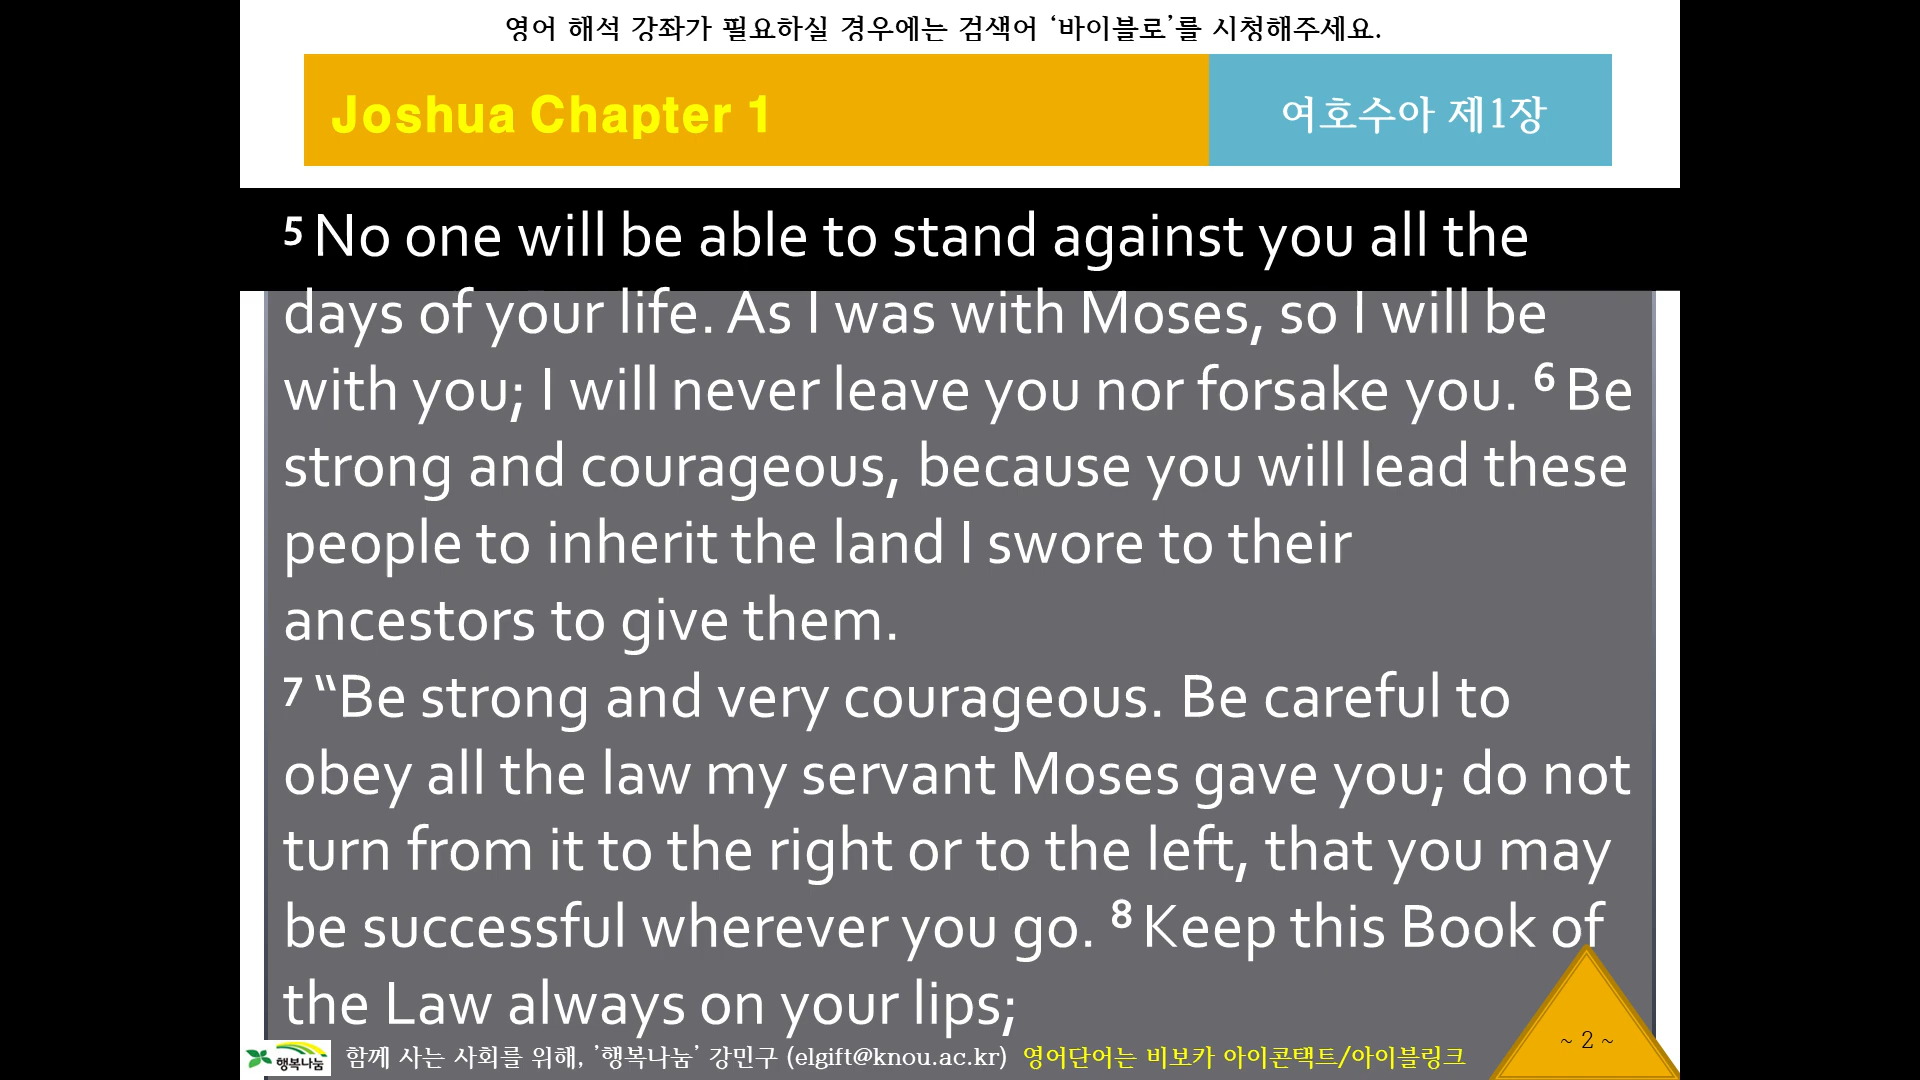 영어 해석 강좌가 필요하실 경우에는 검색어 ‘바이블로’를 시청해주세요.
Joshua Chapter 1
여호수아 제1장
5 No one will be able to stand against you all the
days of your life. As I was with Moses, so I will be
with you; I will never leave you nor forsake you. 6 Be
strong and courageous, because you will lead these
people to inherit the land I swore to their
ancestors to give them.
7 “Be strong and very courageous. Be careful to
obey all the law my servant Moses gave you; do not
turn from it to the right or to the left, that you may
be successful wherever you go. 8 Keep this Book of
the Law always on your lips;
~ 2 ~
행복나눔
함께 사는 사회를 위해, ’행복나눔’ 강민구 (elgift@knou.ac.kr) 영어단어는 비보카 아이콘택트/아이블링크